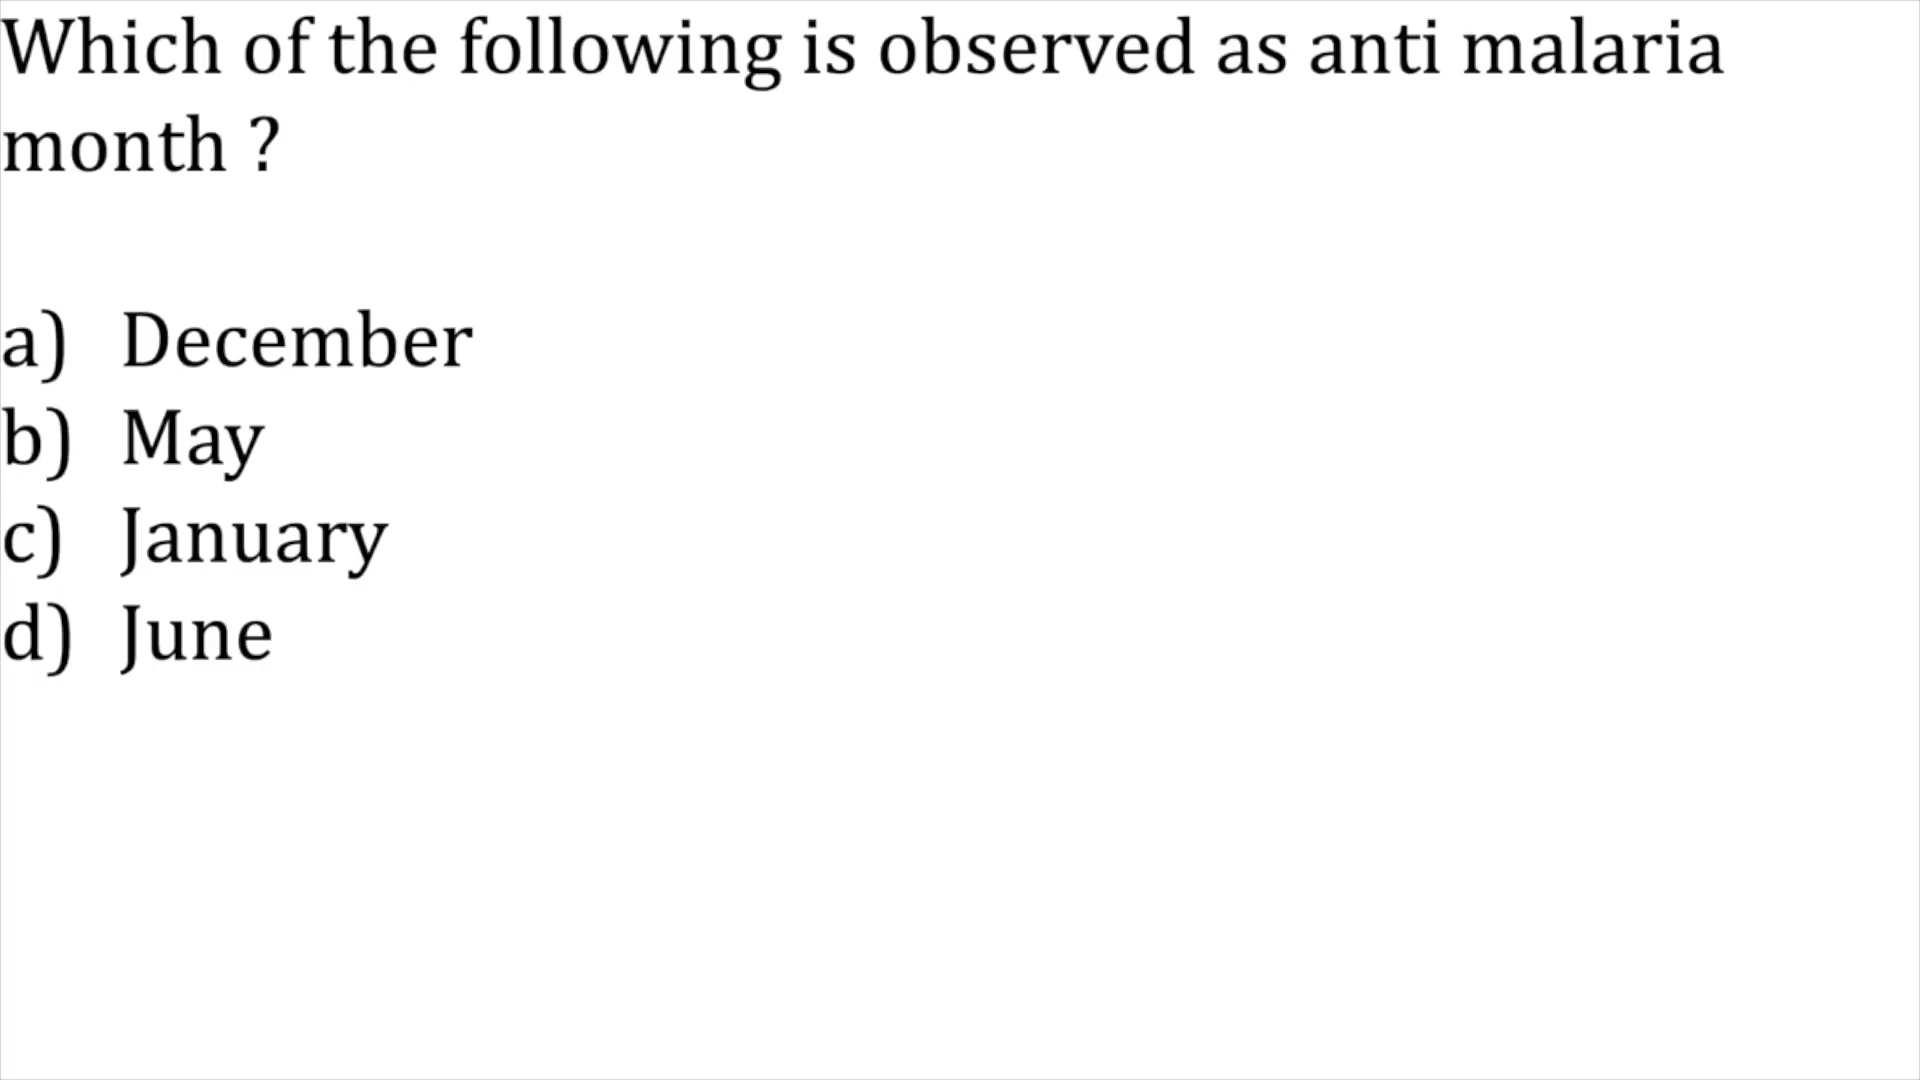 Which of the following is observed as anti malaria
month ?
a) December
b) May
c) January
d) June